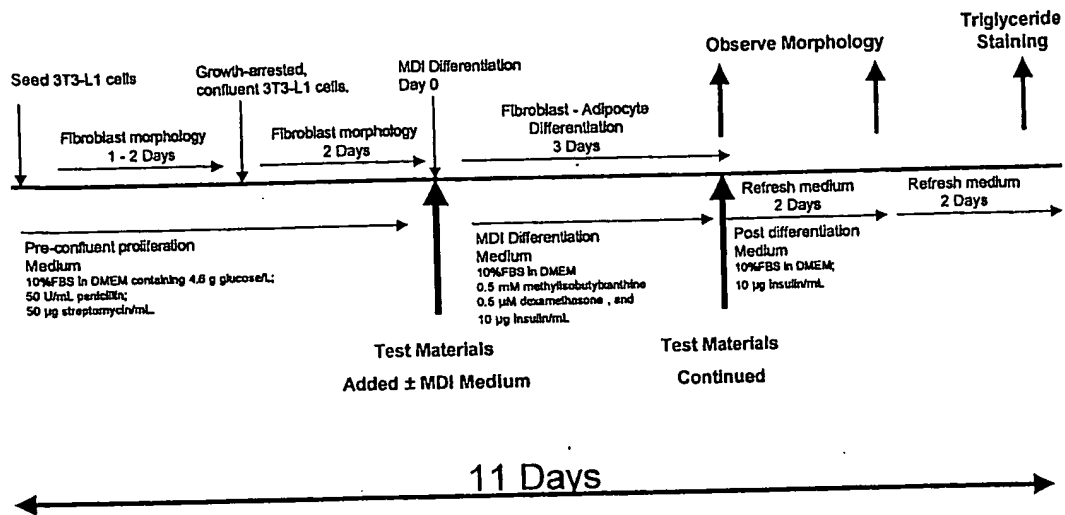 Triglyceride
Staining
Observe Morphology
Seed 3T3-L1 cells
Growth-arrested,
confluent 3T3-L1 cells.
MDI Differentiation
Day 0
Fibroblast morphology
1 - 2 Days
Fibroblast morphology
2 Days
Fibroblast - Adipocyte
Differentiation
3 Days
Refresh medium
2 Days
Refresh medium
2 Days
Pre-confluent proliferation
Medium
10%FBS in DMEM containing 4.6 g glucose/L;
50 U/mL penicillin;
50 µg streptomycin/mL
MDI Differentiation
Medium
10%FBS in DMEM
0.5 mM methylisobutylxanthine
0.5 µM dexamethosone , and
10 µg insulin/mL
Post differentiation
Medium
10%FBS in DMEM;
10 µg insulin/mL
Test Materials
Added ± MDI Medium
Test Materials
Continued
11 Days